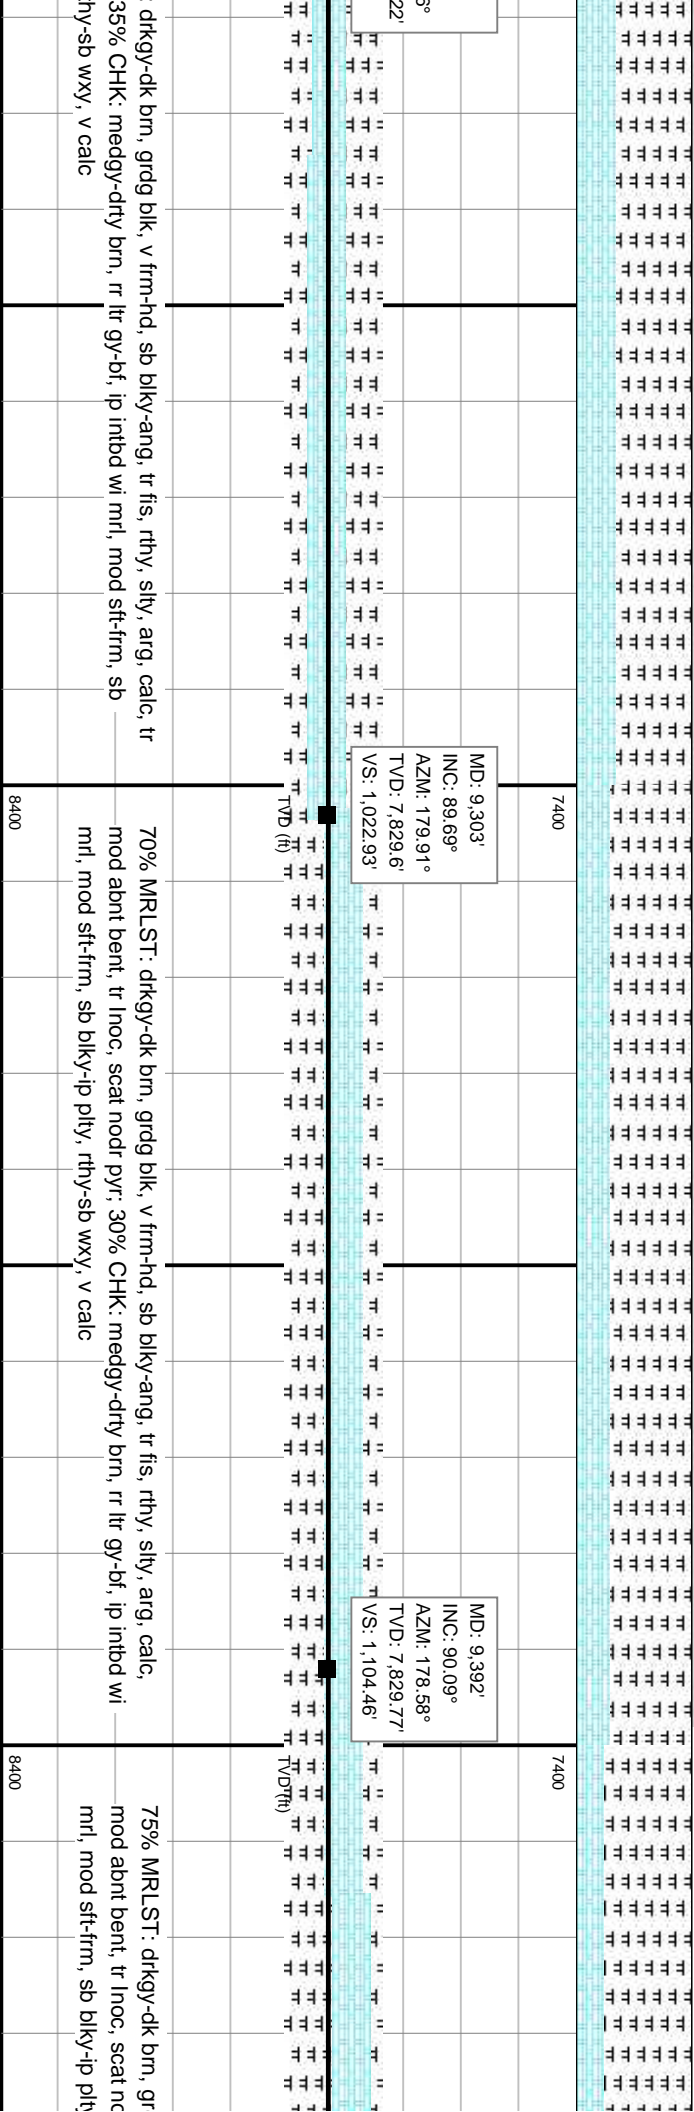 6°
22'
: drkgy-dk brn, grdg blk, v frm-hd, sb blky-ang, tr fis, rthy, slty, arg, calc, tr
35% CHK: medgy-drty brn, rr ltr gy-bf, ip intbd wi mrl, mod sft-frm, sb
thy-sb wxy, v calc
7400
MD: 9,303'
INC: 89.69°
AZM: 179.91°
TVD: 7,829.6'
VS: 1,022.93'
TVD (ft)
8400
70% MRLST: drkgy-dk brn, grdg blk, v frm-hd, sb blky-ang, tr fis, rthy, slty, arg, calc,
mod abnt bent, tr Inoc, scat nodr pyr; 30% CHK: medgy-drty brn, rr ltr gy-bf, ip intbd wi
mrl, mod sft-frm, sb blky-ip plty, rthy-sb wxy, v calc
MD: 9,392'
INC: 90.09°
AZM: 178.58°
TVD: 7,829.77'
VS: 1,104.46'
7400
TVD (ft)
8400
75% MRLST: drkgy-dk brn, gr
mod abnt bent, tr Inoc, scat no
mrl, mod sft-frm, sb blky-ip plty